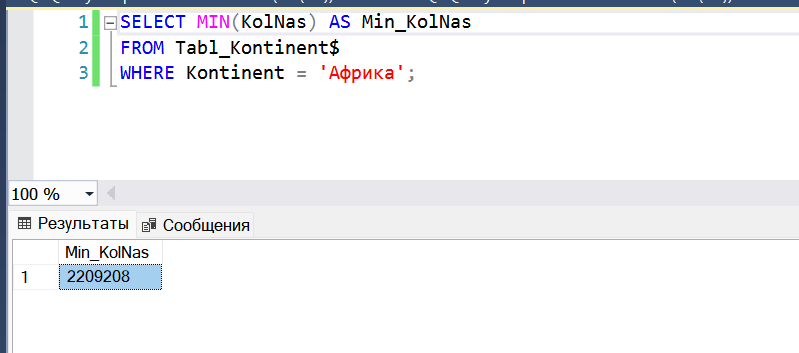 1 SELECT MIN(KolNas) AS Min_KolNas
2 FROM Tabl_Kontinent$
3 WHERE Kontinent = 'Африка';
100 %
Результаты Сообщения
Min_KolNas
1 2209208